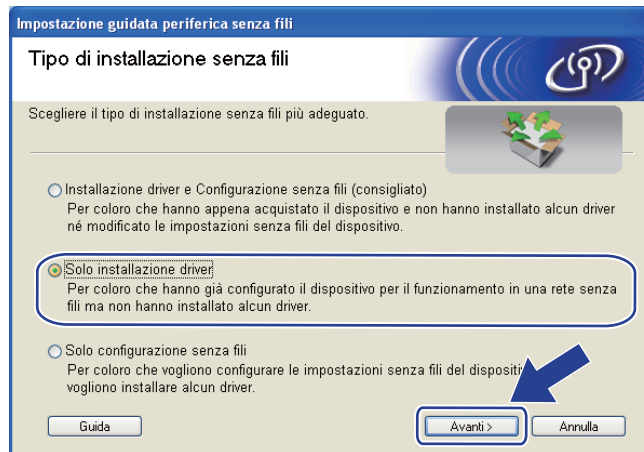 Impostazione guidata periferica senza fili
Tipo di installazione senza fili
Scegliere il tipo di installazione senza fili più adeguato.
Installazione driver e Configurazione senza fili (consigliato)
Per coloro che hanno appena acquistato il dispositivo e non hanno installato alcun driver
né modificato le impostazioni senza fili del dispositivo.
Solo installazione driver
Per coloro che hanno già configurato il dispositivo per il funzionamento in una rete senza
fili ma non hanno installato alcun driver.
Solo configurazione senza fili
Per coloro che vogliono configurare le impostazioni senza fili del
vogliono installare alcun driver.
Guida
Avanti >
Annulla